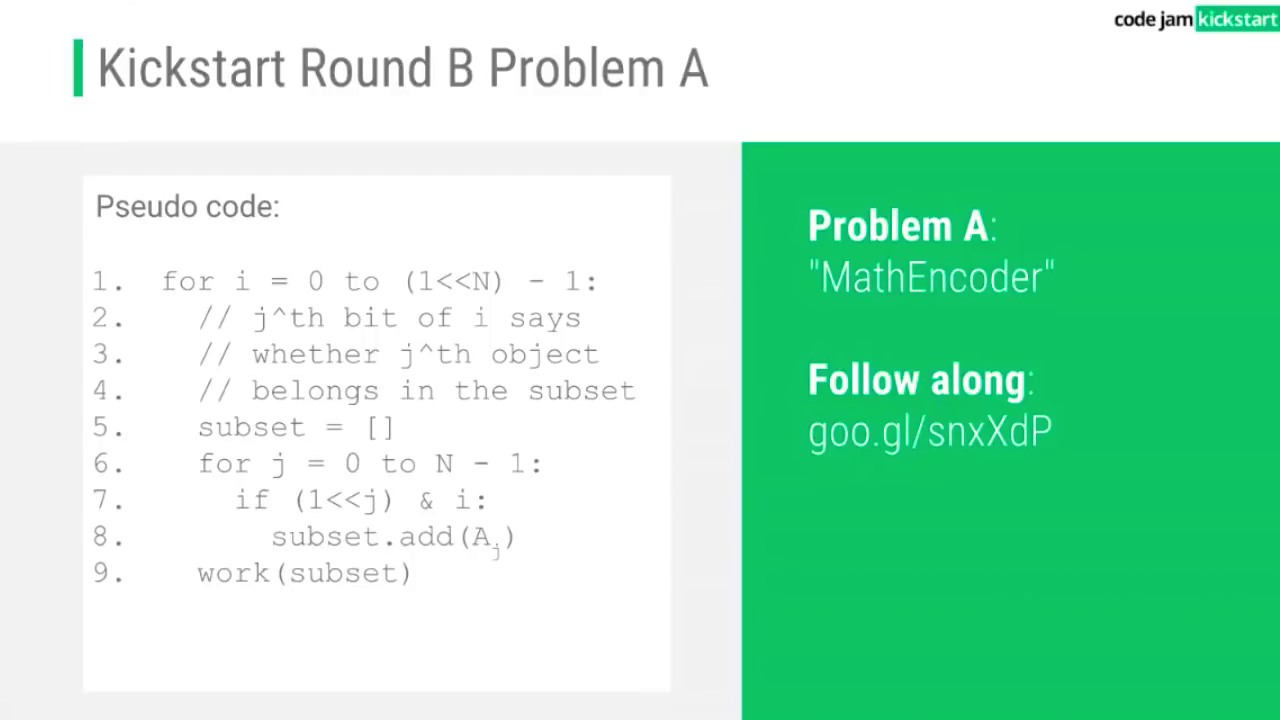 code jam kickstart
Kickstart Round B Problem A
Pseudo code:
1. for i = 0 to (1<<N) - 1:
2. // j^th bit of i says
3. // whether j^th object
4. // belongs in the subset
5. subset = []
6. for j = 0 to N - 1:
7. if (1<<j) & i:
8. subset.add(Aj)
9. work(subset)
Problem A:
"MathEncoder"
Follow along:
goo.gl/snxXdP